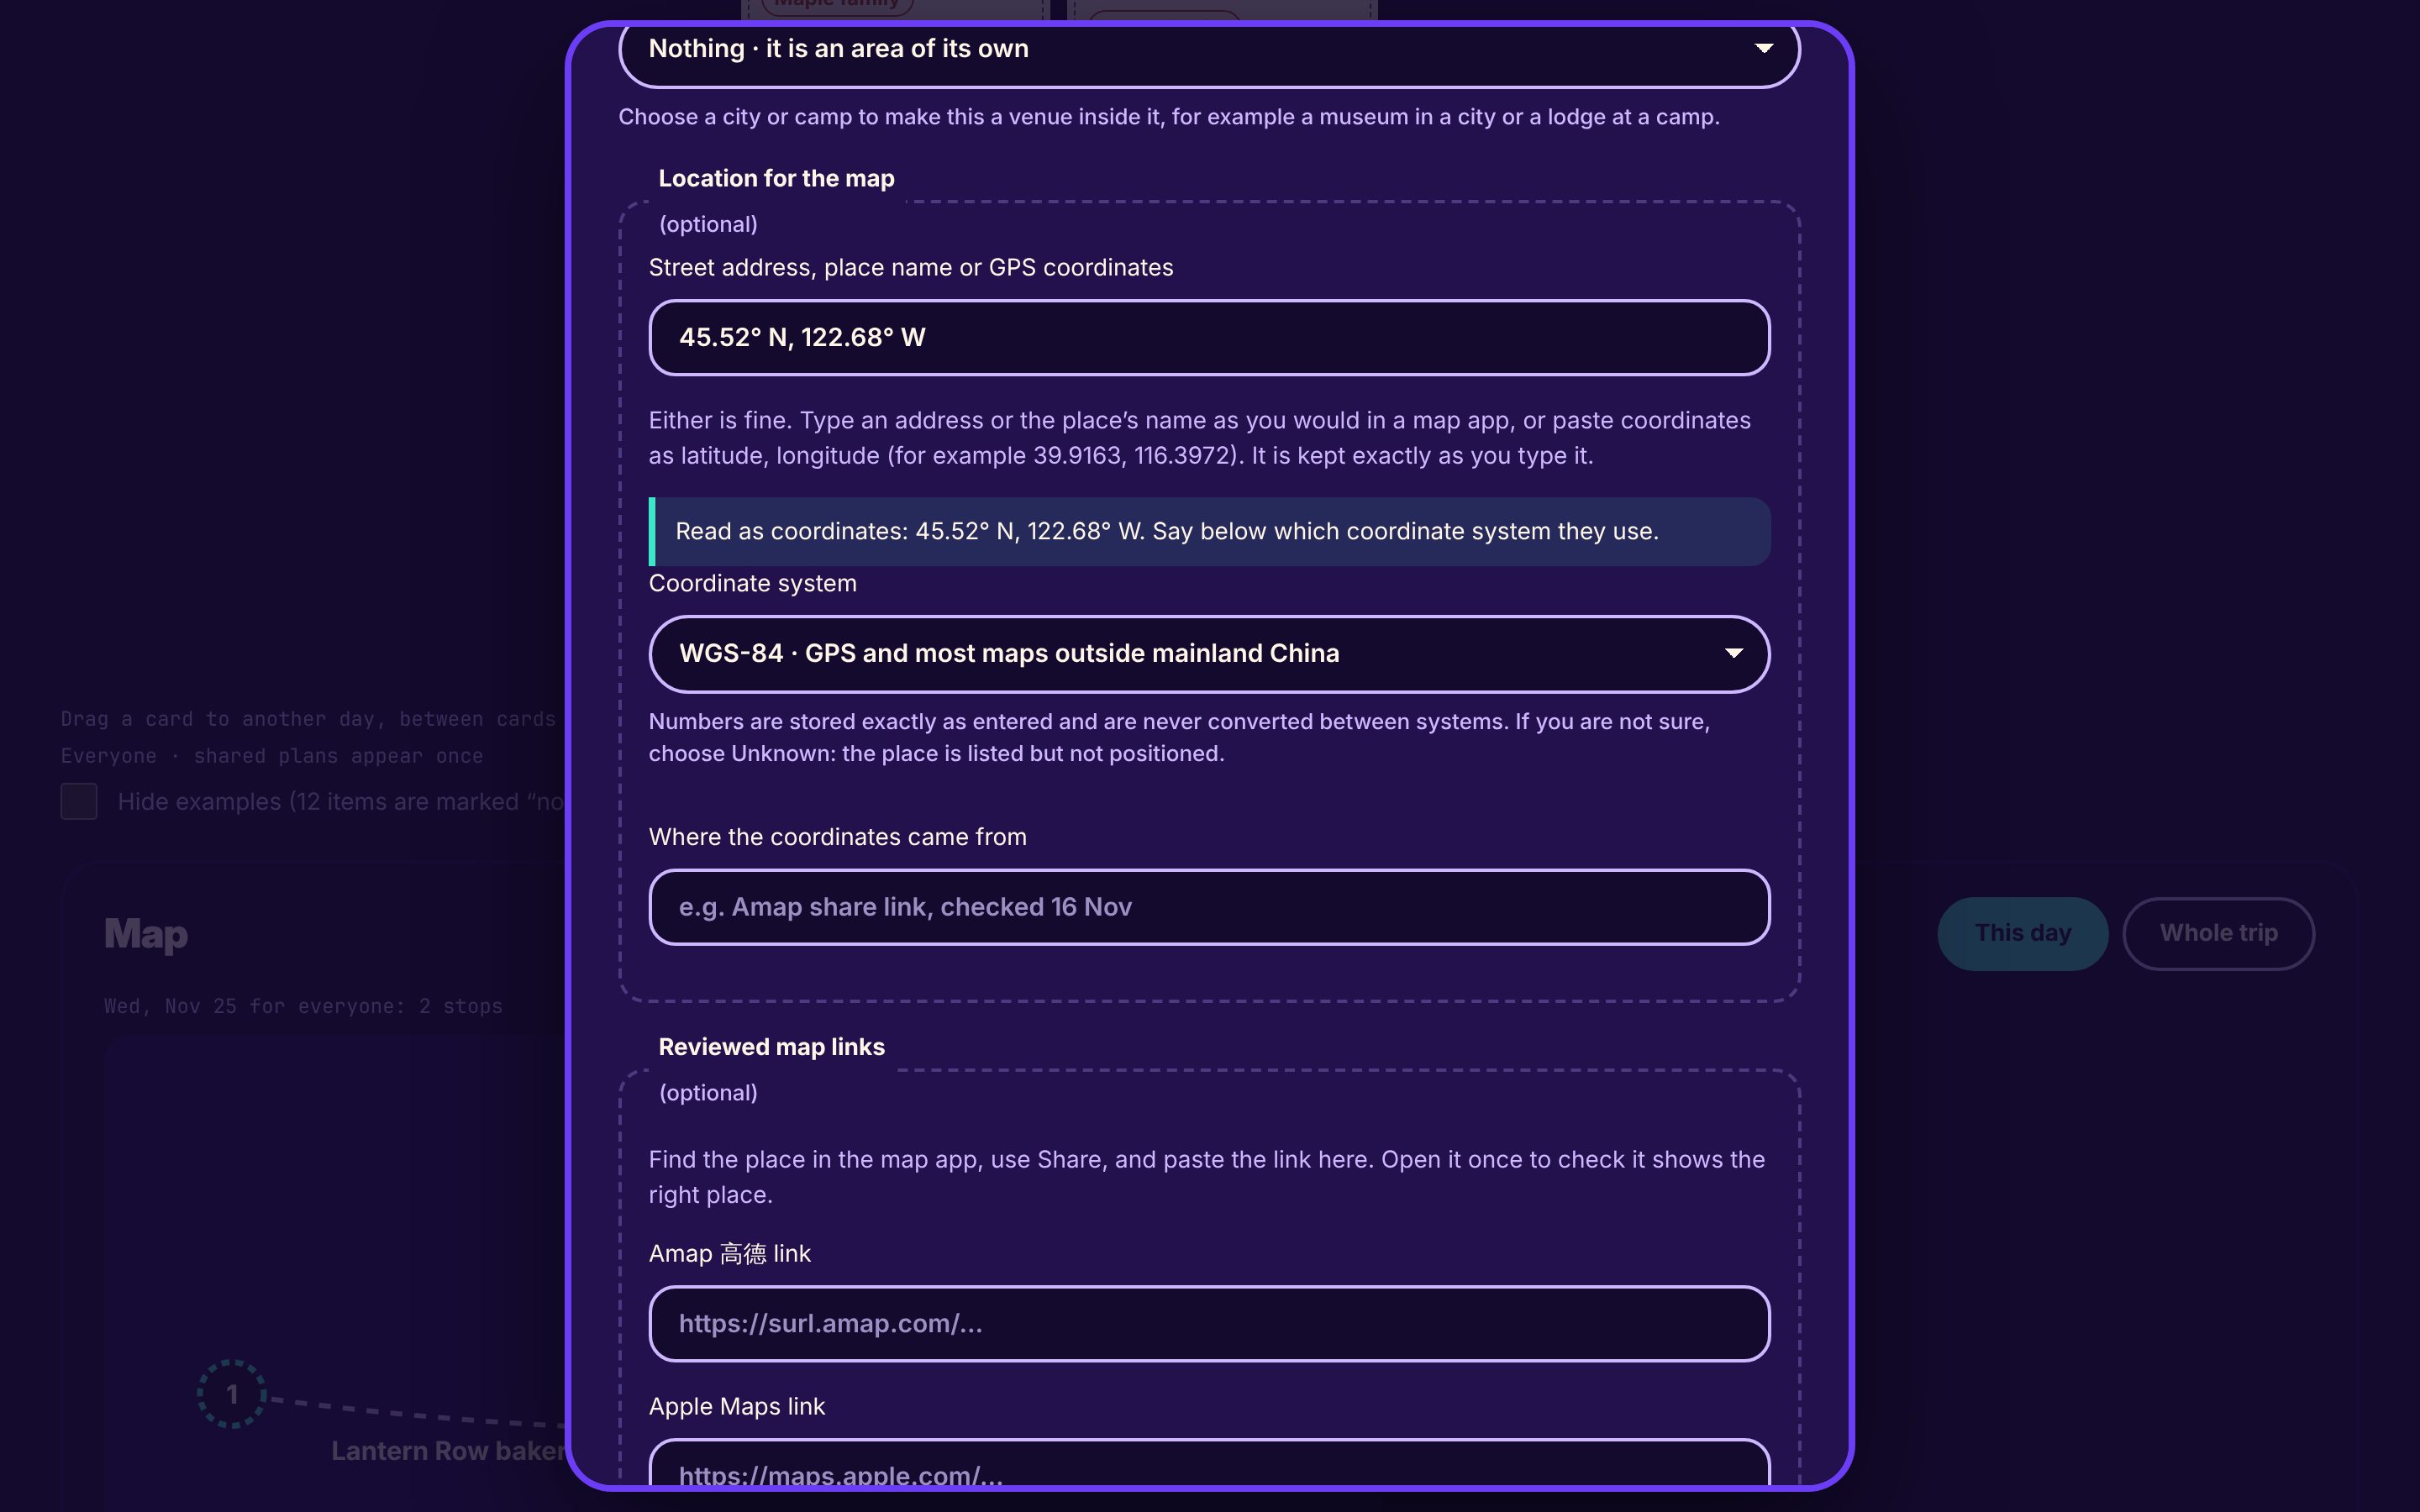 Maple family
Nothing · it is an area of its own
Choose a city or camp to make this a venue inside it, for example a museum in a city or a lodge at a camp.
Location for the map
(optional)
Street address, place name or GPS coordinates
45.52° N, 122.68° W
Either is fine. Type an address or the place’s name as you would in a map app, or paste coordinates
as latitude, longitude (for example 39.9163, 116.3972). It is kept exactly as you type it.
Read as coordinates: 45.52° N, 122.68° W. Say below which coordinate system they use.
Coordinate system
WGS-84 · GPS and most maps outside mainland China
Numbers are stored exactly as entered and are never converted between systems. If you are not sure,
choose Unknown: the place is listed but not positioned.
Where the coordinates came from
e.g. Amap share link, checked 16 Nov
Reviewed map links
(optional)
Find the place in the map app, use Share, and paste the link here. Open it once to check it shows the
right place.
Amap 高德 link
https://surl.amap.com/...
Apple Maps link
https://maps.apple.com/...
Drag a card to another day, between cards
Everyone · shared plans appear once
Hide examples (12 items are marked “no
Map
This day
Whole trip
Wed, Nov 25 for everyone: 2 stops
1
Lantern Row baker